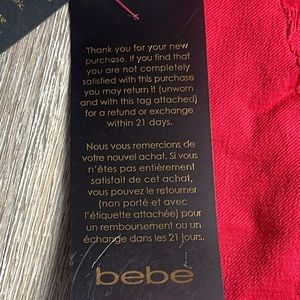 Thank you for your new
purchase. If you find that
you are not completely
satisfied with this purchase
you may return it (unworn
and with this tag attached)
for a refund or exchange
within 21 days.
Nous vous remercions de
votre nouvel achat. Si vous
n'êtes pas entièrement
satisfait de cet achat,
vous pouvez le retourner
(non porté et avec
l'étiquette attachée) pour
un remboursement ou un
échange dans les 21 jours.
bebe